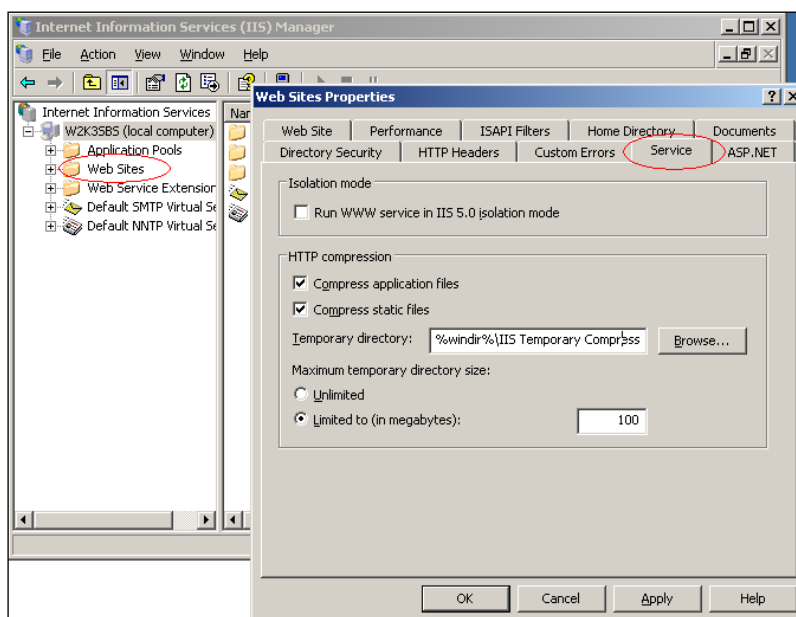 Internet Information Services (IIS) Manager
File Action View Window Help
Internet Information Services
W2K3SBS (local computer)
Application Pools
Web Sites
Web Service Extension
Default SMTP Virtual Se
Default NNTP Virtual Se
Nar
Web Sites Properties
Web Site Performance ISAPI Filters Home Directory Documents
Directory Security HTTP Headers Custom Errors Service ASP.NET
Isolation mode
Run WWW service in IIS 5.0 isolation mode
HTTP compression
Compress application files
Compress static files
Temporary directory: %windir%\IIS Temporary Compress Browse...
Maximum temporary directory size:
Unlimited
Limited to (in megabytes): 100
OK Cancel Apply Help